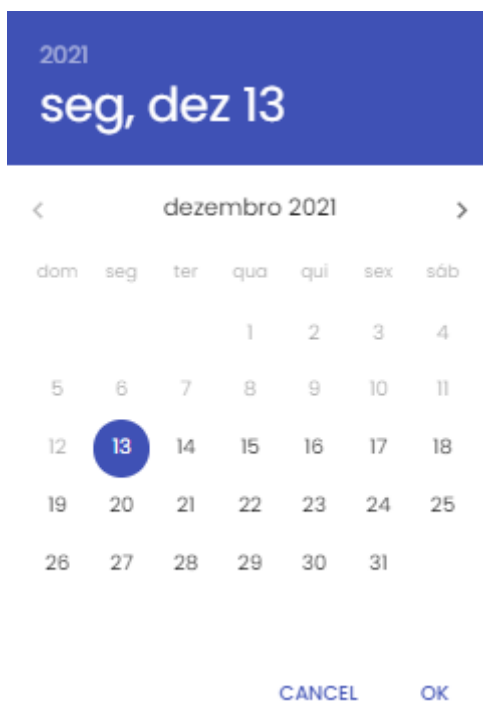 2021
seg, dez 13
dezembro 2021
dom seg ter qua qui sex sáb
1 2 3 4
5 6 7 8 9 10 11
12 13 14 15 16 17 18
19 20 21 22 23 24 25
26 27 28 29 30 31
CANCEL OK